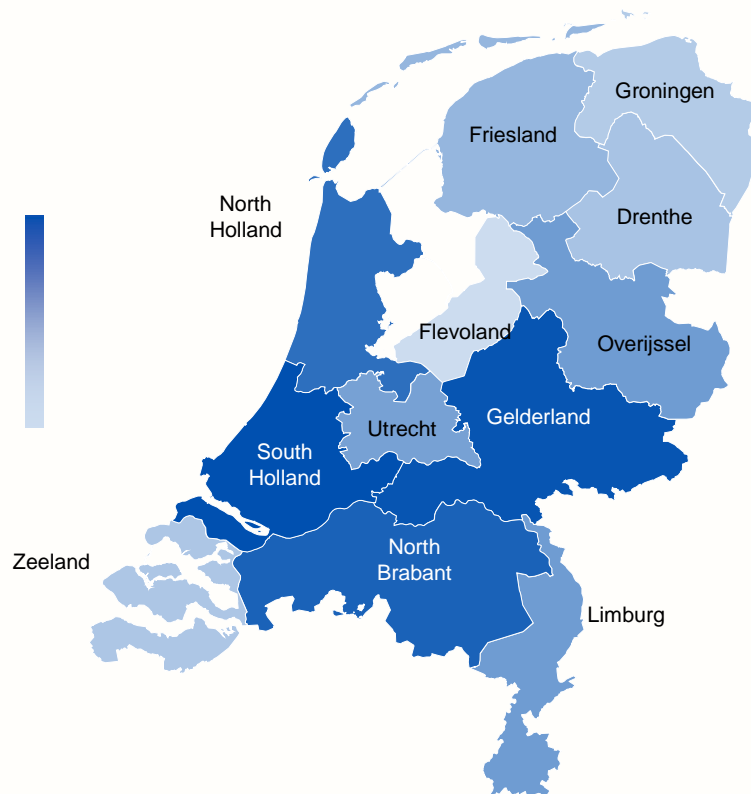 Groningen
Friesland
North
Holland
Drenthe
Flevoland
Overijssel
Gelderland
Utrecht
South
Holland
North
Brabant
Zeeland
Limburg